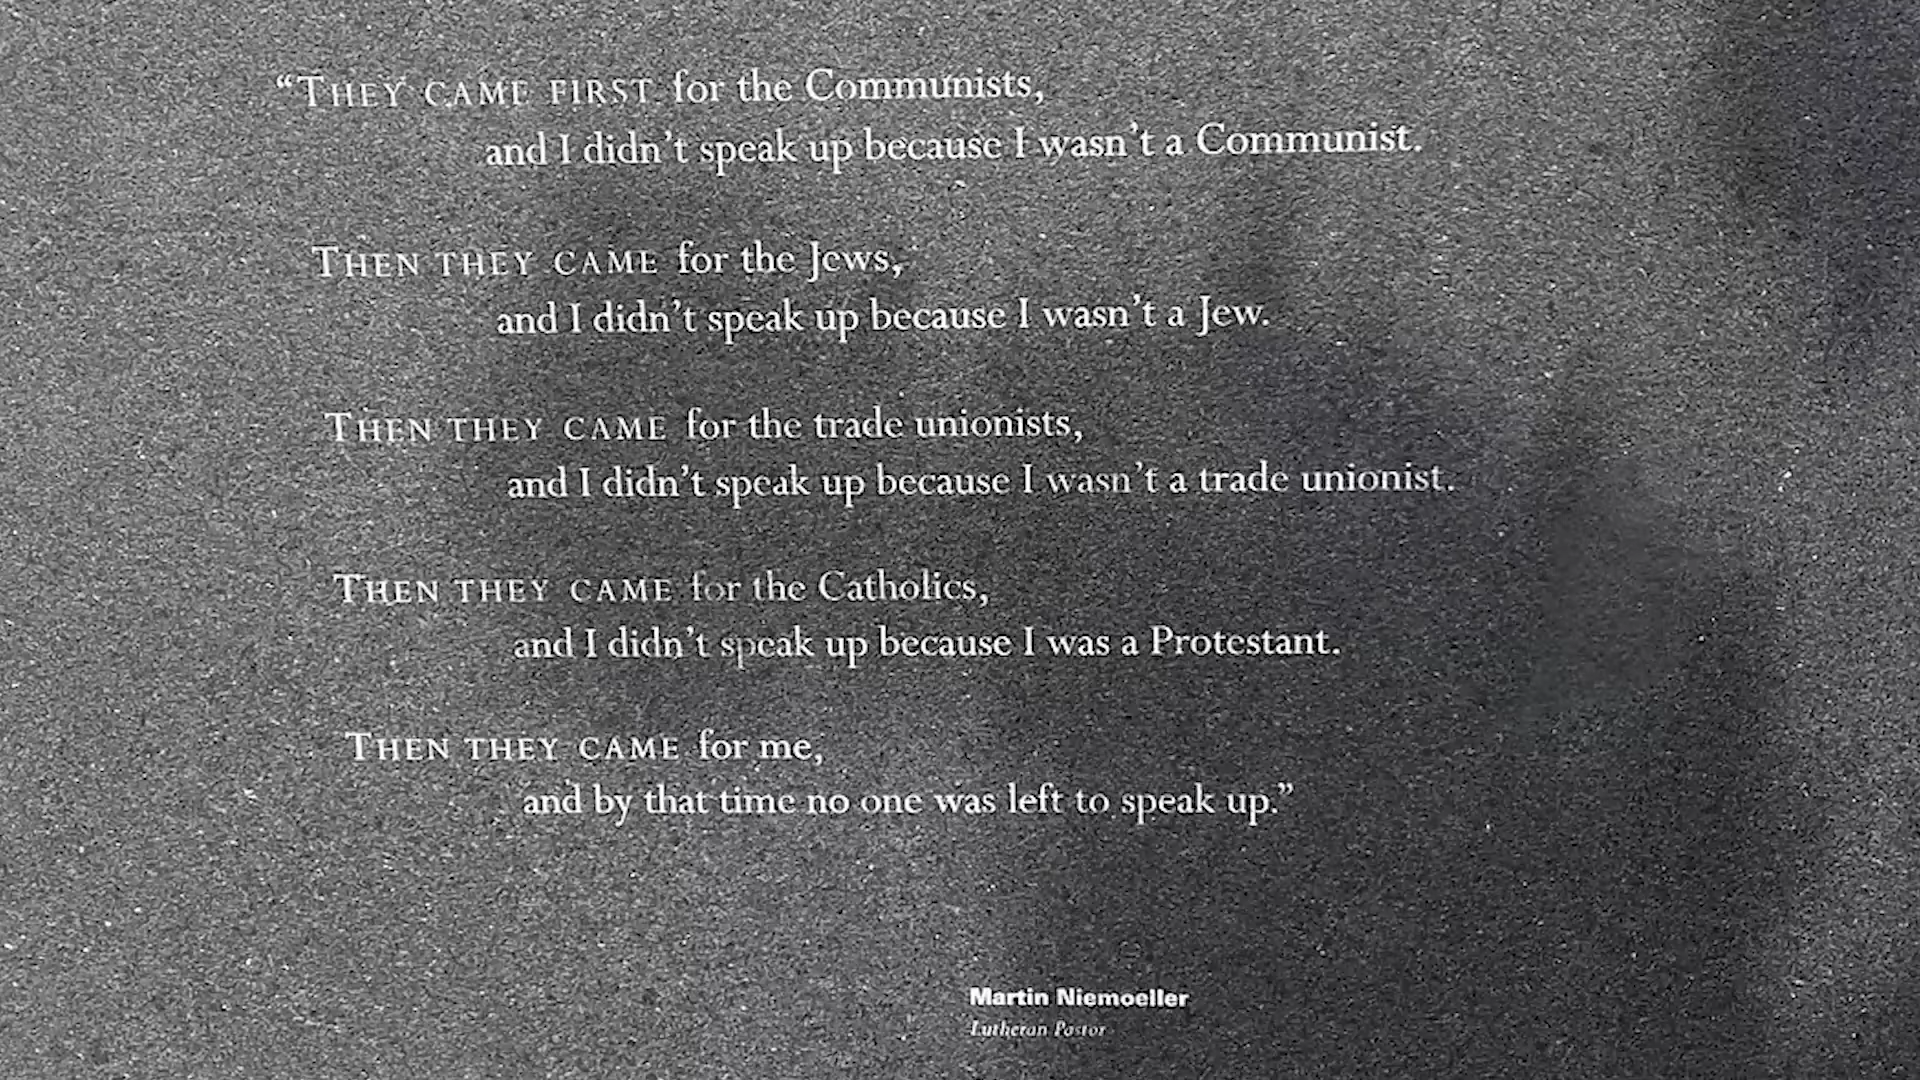 “THEY CAME FIRST for the Communists,
and I didn’t speak up because I wasn’t a Communist.
THEN THEY CAME for the Jews,
and I didn’t speak up because I wasn’t a Jew.
THEN THEY CAME for the trade unionists,
and I didn’t speak up because I wasn’t a trade unionist.
THEN THEY CAME for the Catholics,
and I didn’t speak up because I was a Protestant.
THEN THEY CAME for me,
and by that time no one was left to speak up.”
Martin Niemoeller
Lutheran Pastor